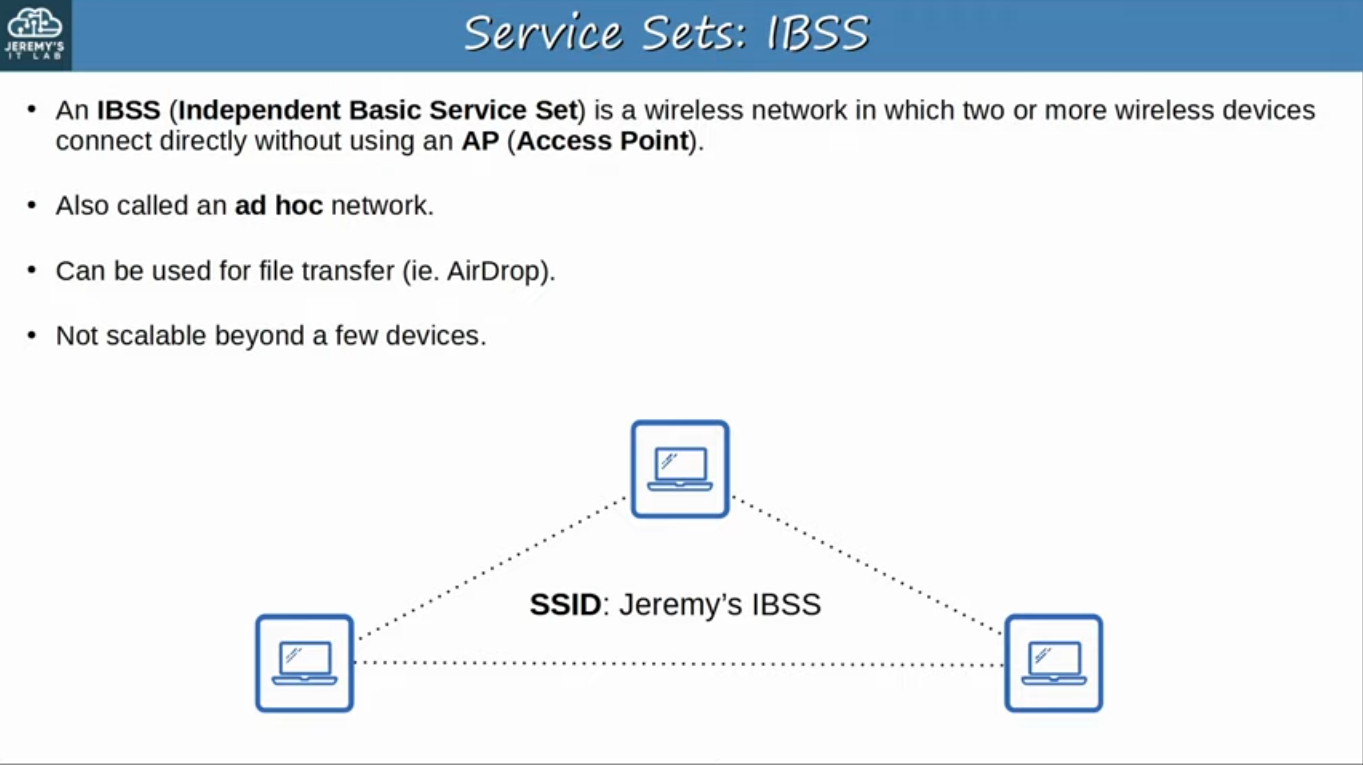 JEREMY'S
IT LAB
Service Sets: IBSS
• An IBSS (Independent Basic Service Set) is a wireless network in which two or more wireless devices
connect directly without using an AP (Access Point).
• Also called an ad hoc network.
• Can be used for file transfer (ie. AirDrop).
• Not scalable beyond a few devices.
SSID: Jeremy’s IBSS